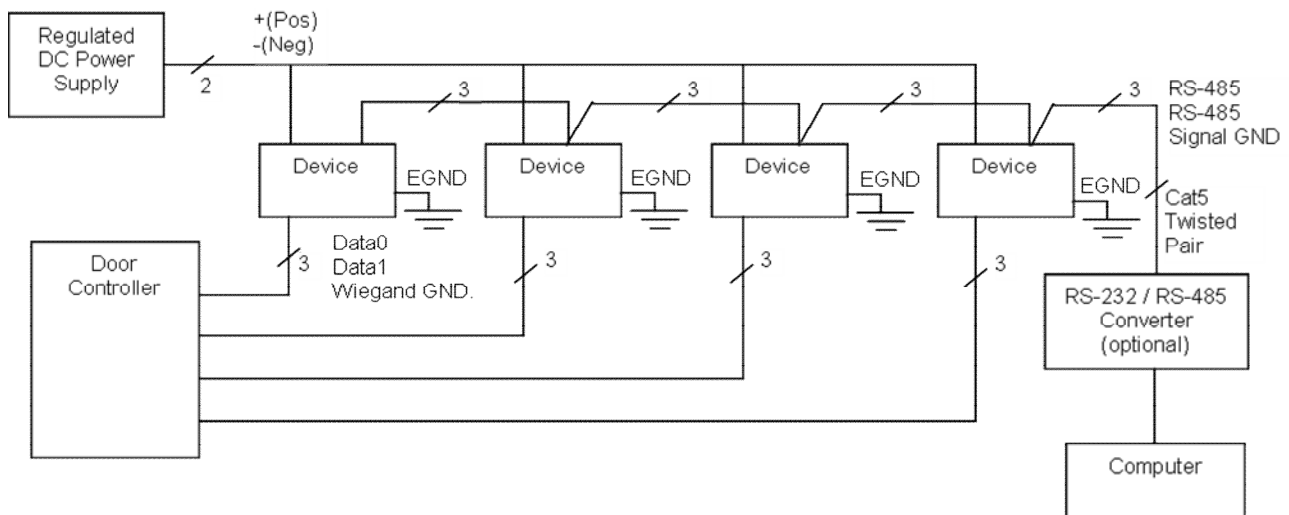 Regulated
DC Power
Supply
+(Pos)
-(Neg)
2
3
3
3
3
RS-485
RS-485
Signal GND
Device
EGND
Device
EGND
Device
EGND
Device
EGND
Cat5
Twisted
Pair
Door
Controller
3
Data0
Data1
Wiegand GND.
3
3
3
RS-232 / RS-485
Converter
(optional)
Computer